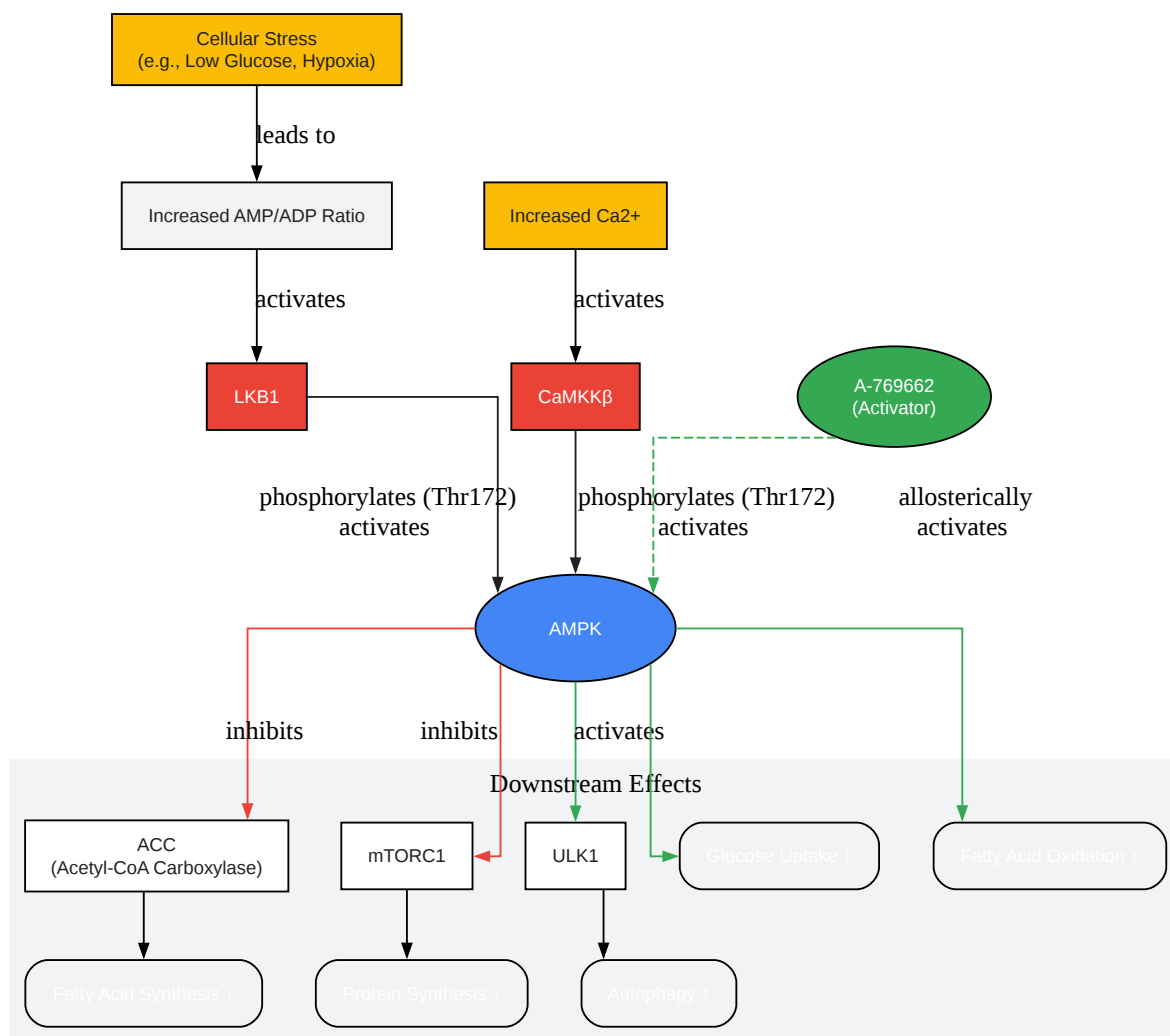 Cellular Stress
(e.g., Low Glucose, Hypoxia)
leads to
Increased AMP/ADP Ratio
Increased Ca2+
activates
activates
LKB1
CaMKKβ
A-769662
(Activator)
phosphorylates (Thr172)
activates
phosphorylates (Thr172)
activates
allosterically
activates
AMPK
inhibits
inhibits
activates
Downstream Effects
ACC
(Acetyl-CoA Carboxylase)
mTORC1
ULK1
Glucose Uptake ↑
Fatty Acid Oxidation ↑
Fatty Acid Synthesis ↓
Protein Synthesis ↓
Autophagy ↑